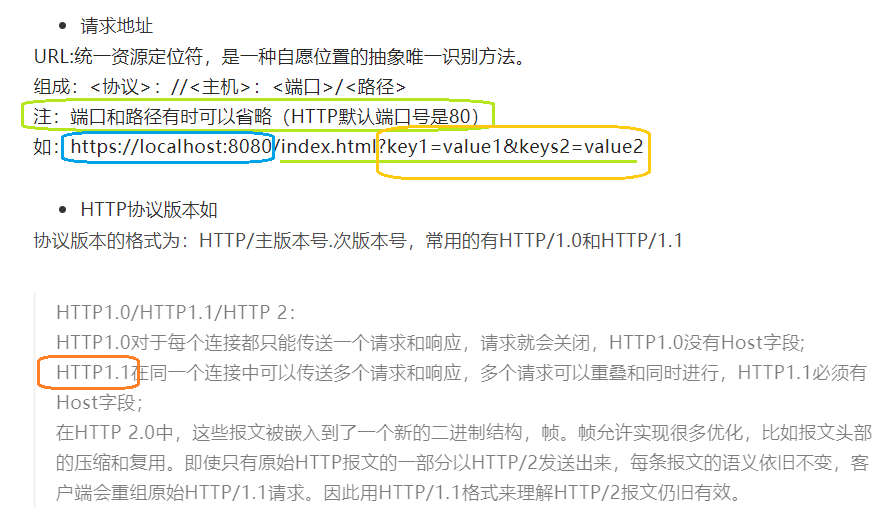 • 请求地址
URL:统一资源定位符，是一种自愿位置的抽象唯一识别方法。
组成：<协议>：//<主机>：<端口>/<路径>
注：端口和路径有时可以省略（HTTP默认端口号是80）
如：https://localhost:8080/index.html?key1=value1&keys2=value2
• HTTP协议版本如
协议版本的格式为：HTTP/主版本号.次版本号，常用的有HTTP/1.0和HTTP/1.1
HTTP1.0/HTTP1.1/HTTP 2：
HTTP1.0对于每个连接都只能传送一个请求和响应，请求就会关闭，HTTP1.0没有Host字段;
HTTP1.1在同一个连接中可以传送多个请求和响应，多个请求可以重叠和同时进行，HTTP1.1必须有
Host字段；
在HTTP 2.0中，这些报文被嵌入到了一个新的二进制结构，帧。帧允许实现很多优化，比如报文头部
的压缩和复用。即使只有原始HTTP报文的一部分以HTTP/2发送出来，每条报文的语义依旧不变，客
户端会重组原始HTTP/1.1请求。因此用HTTP/1.1格式来理解HTTP/2报文仍旧有效。